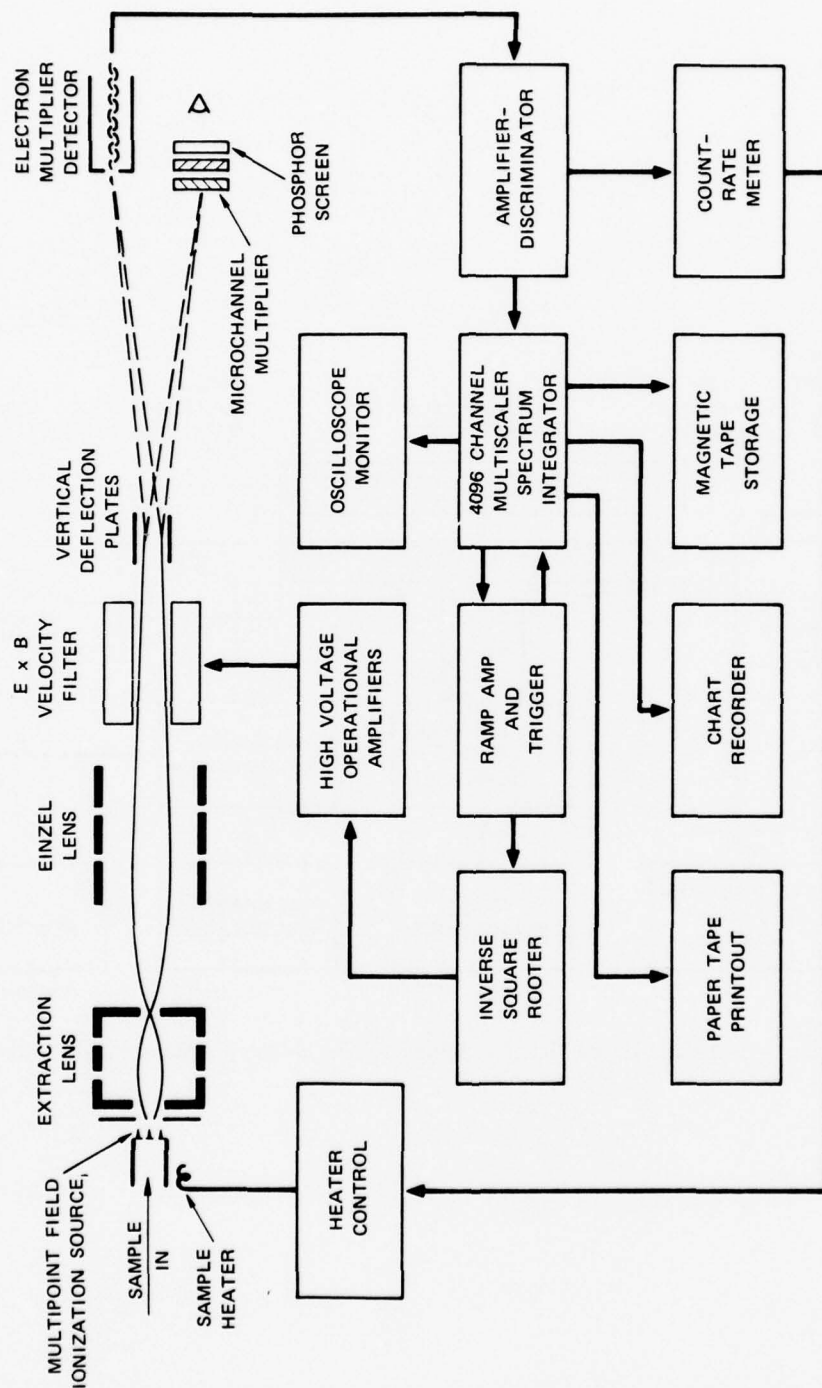 MULTIPOINT FIELD
IONIZATION SOURCE,
EXTRACTION
LENS
EINZEL
LENS
E x B
VELOCITY
FILTER
VERTICAL
DEFLECTION
PLATES
ELECTRON
MULTIPLIER
DETECTOR
SAMPLE
IN
SAMPLE
HEATER
MICROCHANNEL
MULTIPLIER
PHOSPHOR
SCREEN
HEATER
CONTROL
HIGH VOLTAGE
OPERATIONAL
AMPLIFIERS
OSCILLOSCOPE
MONITOR
INVERSE
SQUARE
ROOTER
RAMP AMP
AND
TRIGGER
4096 CHANNEL
MULTISCALER
SPECTRUM
INTEGRATOR
AMPLIFIER-
DISCRIMINATOR
PAPER TAPE
PRINTOUT
CHART
RECORDER
MAGNETIC
TAPE
STORAGE
COUNT-
RATE
METER